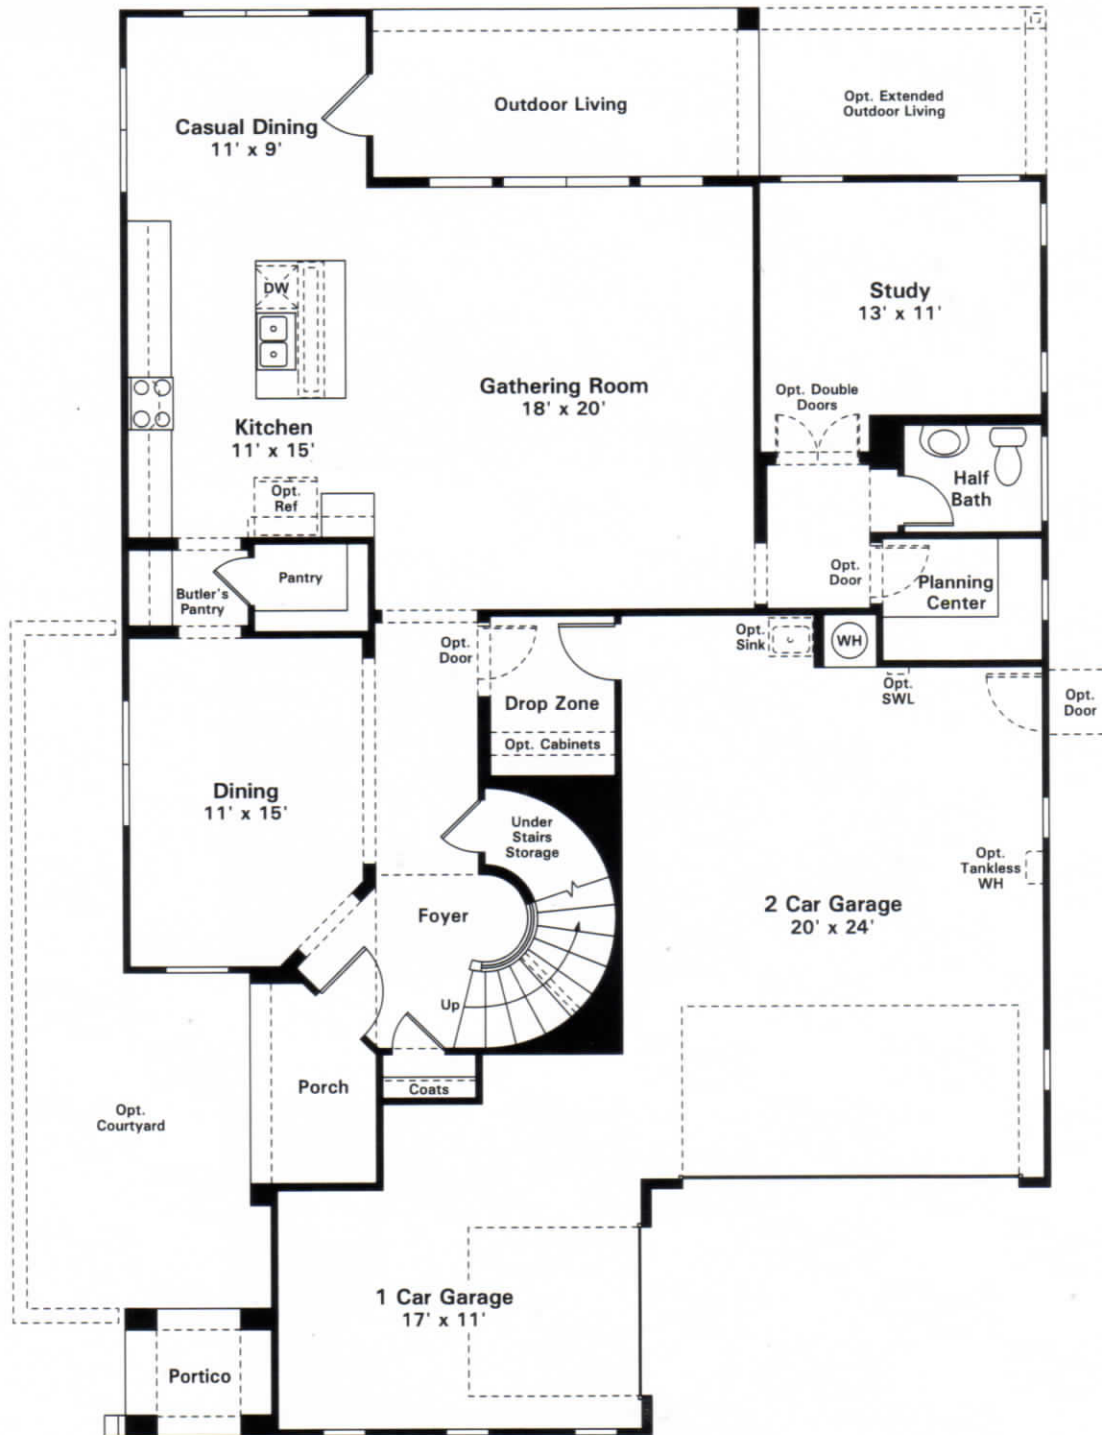 Outdoor Living
Opt. Extended
Outdoor Living
Casual Dining
11' x 9'
DW
Study
13' x 11'
Gathering Room
18' x 20'
Opt. Double
Doors
Kitchen
11' x 15'
Opt.
Ref
Half
Bath
Pantry
Butler's
Pantry
Opt.
Door
Planning
Center
Opt.
Door
Opt.
Sink
WH
Drop Zone
Opt. Cabinets
Opt.
SWL
Opt.
Door
Dining
11' x 15'
Under
Stairs
Storage
Opt.
Tankless
WH
Foyer
2 Car Garage
20' x 24'
Up
Porch
Coats
Opt.
Courtyard
1 Car Garage
17' x 11'
Portico